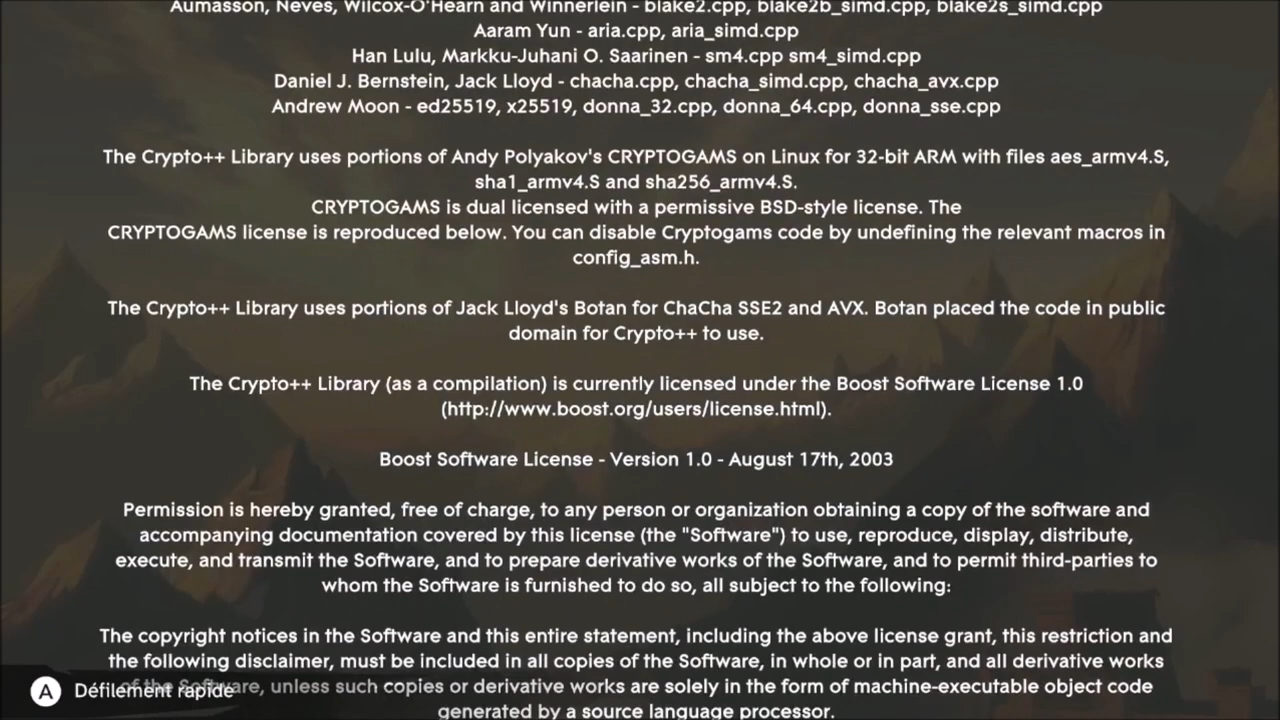 Aumasson, Neves, Wilcox-O'Hearn and Winnerlein - blake2.cpp, blake2b_simd.cpp, blake2s_simd.cpp
Aaram Yun - aria.cpp, aria_simd.cpp
Han Lulu, Markku-Juhani O. Saarinen - sm4.cpp sm4_simd.cpp
Daniel J. Bernstein, Jack Lloyd - chacha.cpp, chacha_simd.cpp, chacha_avx.cpp
Andrew Moon - ed25519, x25519, donna_32.cpp, donna_64.cpp, donna_sse.cpp
The Crypto++ Library uses portions of Andy Polyakov's CRYPTOGAMS on Linux for 32-bit ARM with files aes_armv4.S,
sha1_armv4.S and sha256_armv4.S.
CRYPTOGAMS is dual licensed with a permissive BSD-style license. The
CRYPTOGAMS license is reproduced below. You can disable Cryptogams code by undefining the relevant macros in
config_asm.h.
The Crypto++ Library uses portions of Jack Lloyd's Botan for ChaCha SSE2 and AVX. Botan placed the code in public
domain for Crypto++ to use.
The Crypto++ Library (as a compilation) is currently licensed under the Boost Software License 1.0
(http://www.boost.org/users/license.html).
Boost Software License - Version 1.0 - August 17th, 2003
Permission is hereby granted, free of charge, to any person or organization obtaining a copy of the software and
accompanying documentation covered by this license (the "Software") to use, reproduce, display, distribute,
execute, and transmit the Software, and to prepare derivative works of the Software, and to permit third-parties to
whom the Software is furnished to do so, all subject to the following:
The copyright notices in the Software and this entire statement, including the above license grant, this restriction and
the following disclaimer, must be included in all copies of the Software, in whole or in part, and all derivative works
of the Software, unless such copies or derivative works are solely in the form of machine-executable object code
generated by a source language processor.
A Défilement rapide